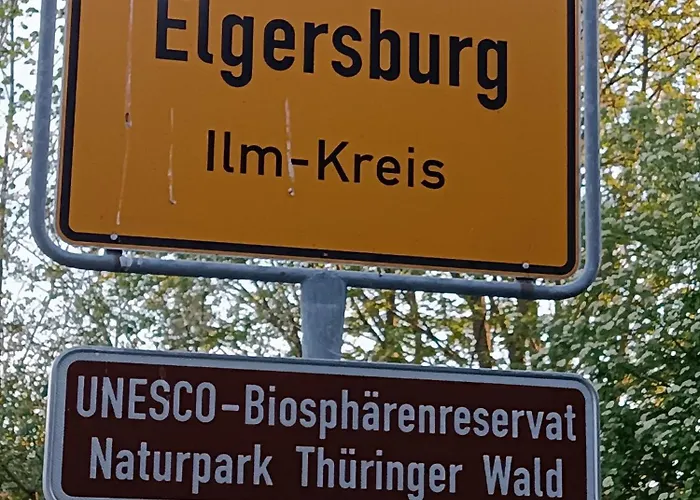 Elgersburg
Ilm-Kreis
UNESCO-Biosphärenreservat
Naturpark Thüringer Wald